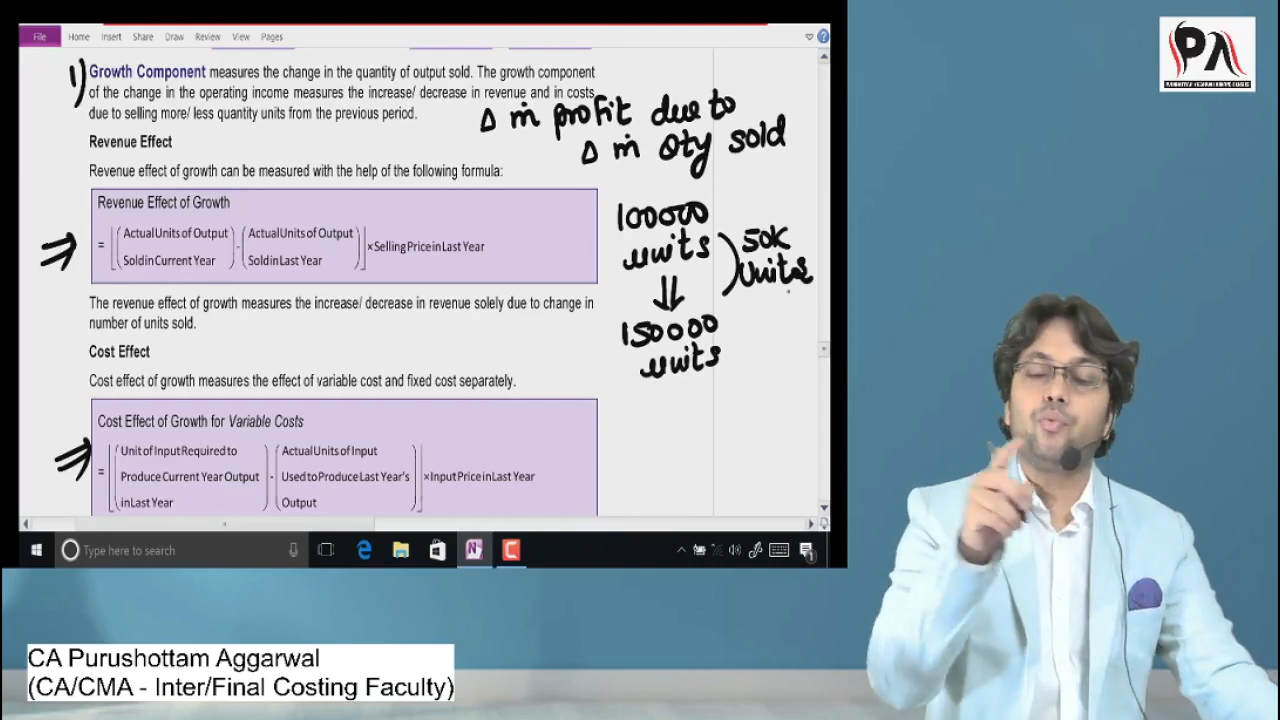 File Home Insert Share Draw Review View Pages
1) Growth Component measures the change in the quantity of output sold. The growth component
of the change in the operating income measures the increase/ decrease in revenue and in costs
due to selling more/ less quantity units from the previous period.
Δ in profit due to
Δ in Qty sold
Revenue Effect
Revenue effect of growth can be measured with the help of the following formula:
Revenue Effect of Growth
= [(Actual Units of Output Sold in Current Year) - (Actual Units of Output Sold in Last Year)] × Selling Price in Last Year
100000
units
⇓
150000
units
50K
Units
The revenue effect of growth measures the increase/ decrease in revenue solely due to change in
number of units sold.
Cost Effect
Cost effect of growth measures the effect of variable cost and fixed cost separately.
Cost Effect of Growth for Variable Costs
= [(Unit of Input Required to Produce Current Year Output in Last Year) - (Actual Units of Input Used to Produce Last Year's Output)] × Input Price in Last Year
Type here to search
PA
CA Purushottam Aggarwal
(CA/CMA - Inter/Final Costing Faculty)